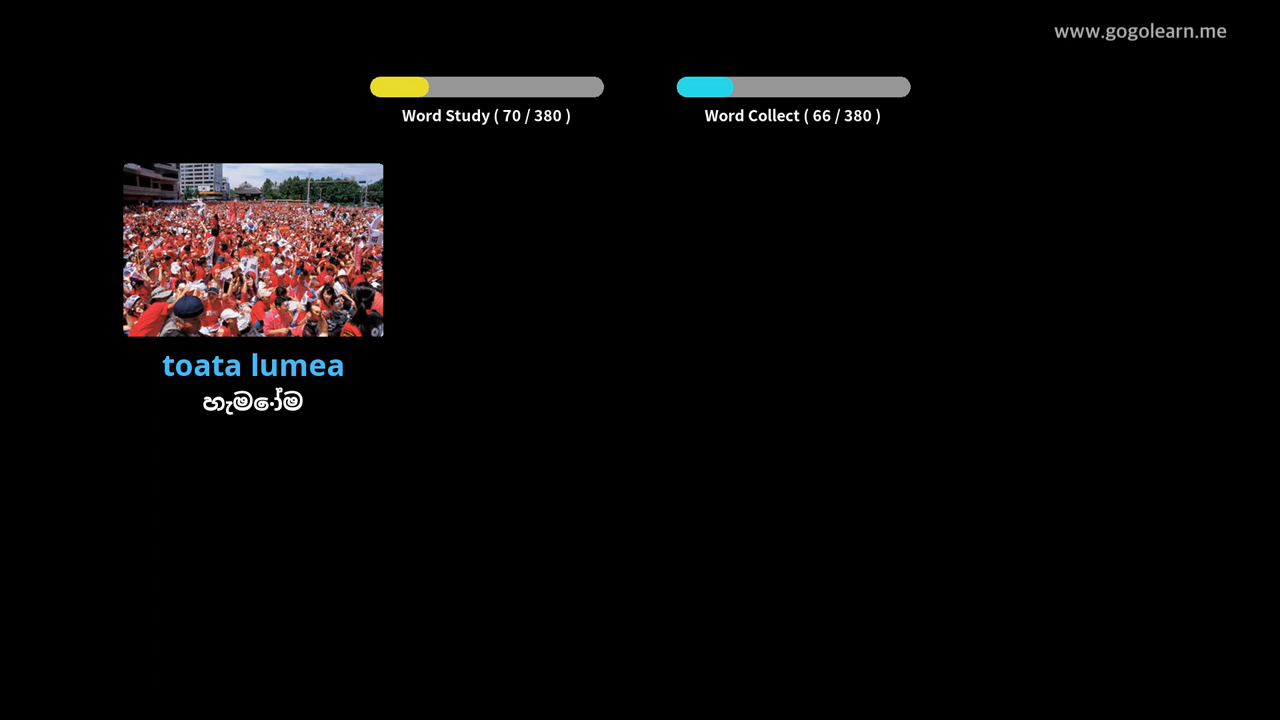 www.gogolearn.me
Word Study ( 70 / 380 )
Word Collect ( 66 / 380 )
toata lumea
හැමෝම